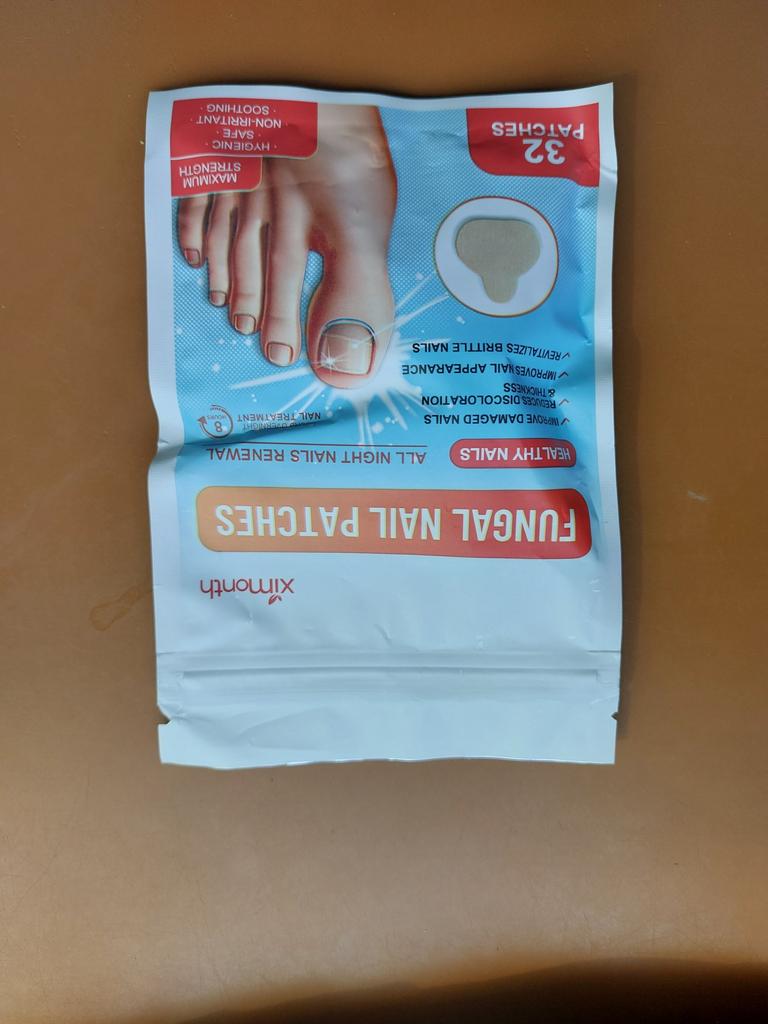 ximonth
FUNGAL NAIL PATCHES
HEALTHY NAILS
ALL NIGHT NAILS RENEWAL
✓ IMPROVE DAMAGED NAILS
✓ REDUCES DISCOLORATION
& THICKNESS
✓ IMPROVES NAIL APPEARANCE
✓ REVITALIZES BRITTLE NAILS
OVERNIGHT
NAIL TREATMENT
8
HOURS
32
PATCHES
MAXIMUM
STRENGTH
· HYGIENIC ·
SAFE ·
NON-IRRITANT ·
· SOOTHING ·